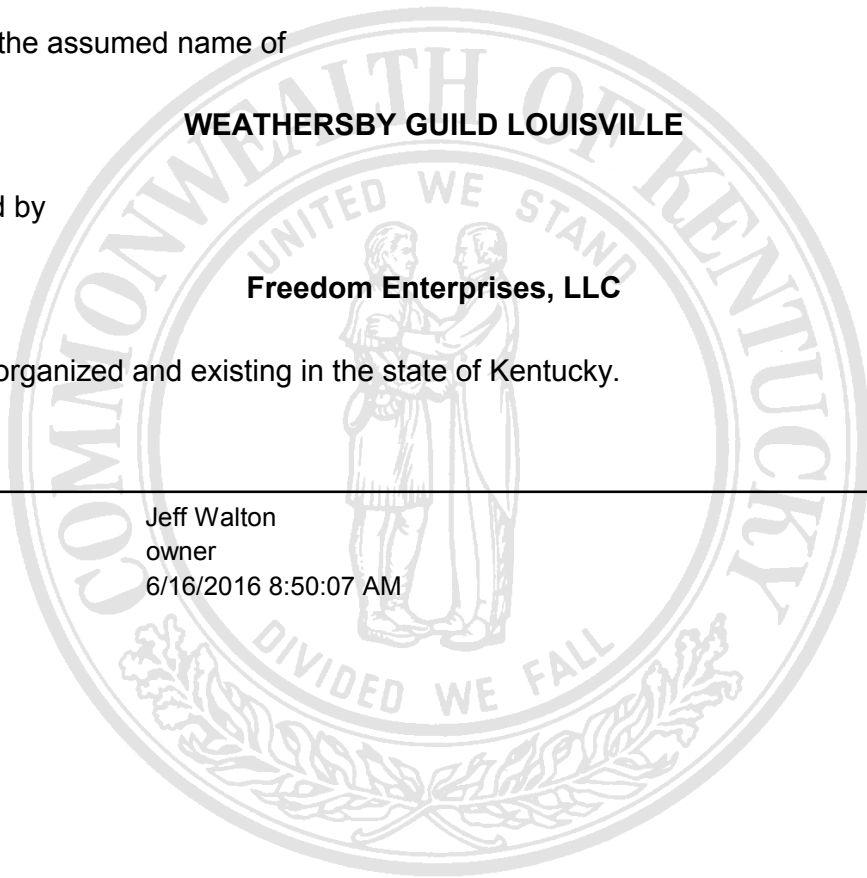 the assumed name of
WEATHERSBY GUILD LOUISVILLE
d by
Freedom Enterprises, LLC
organized and existing in the state of Kentucky.
Jeff Walton
owner
6/16/2016 8:50:07 AM
COMMONWEALTH OF KENTUCKY
UNITED WE STAND
DIVIDED WE FALL